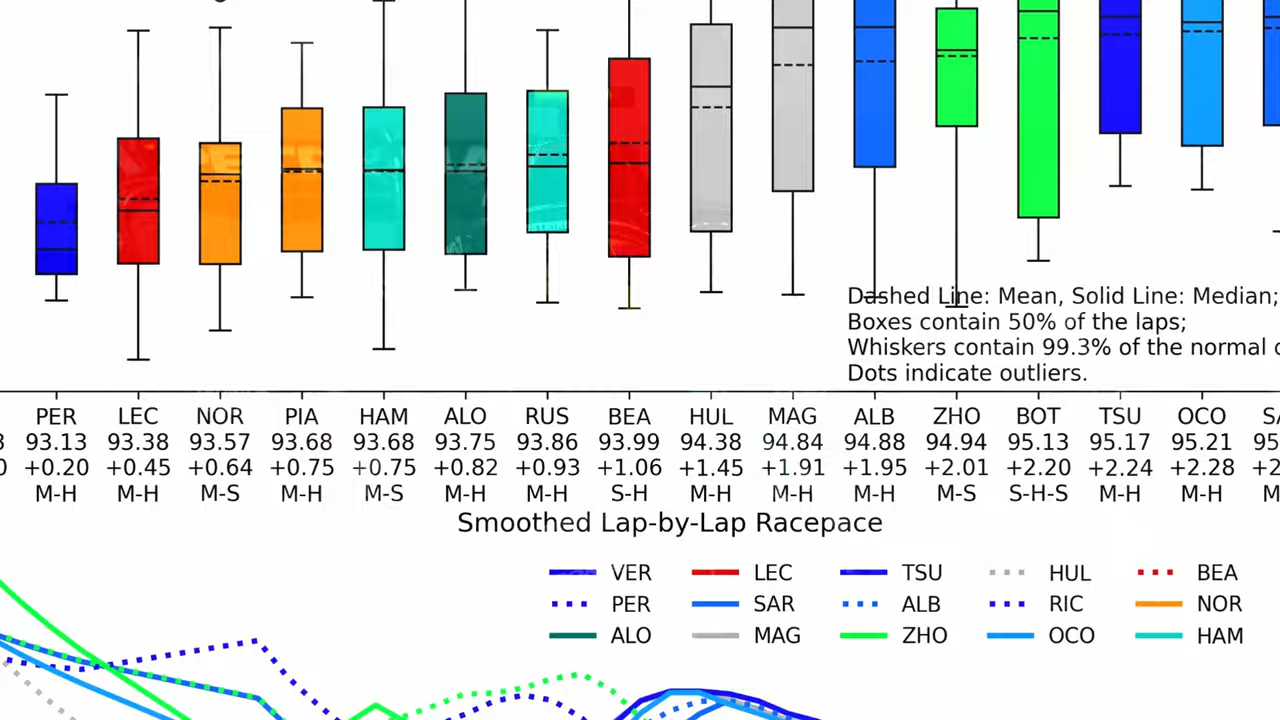 Dashed Line: Mean, Solid Line: Median;
Boxes contain 50% of the laps;
Whiskers contain 99.3% of the normal
Dots indicate outliers.
PER LEC NOR PIA HAM ALO RUS BEA HUL MAG ALB ZHO BOT TSU OCO SA
3 93.13 93.38 93.57 93.68 93.68 93.75 93.86 93.99 94.38 94.84 94.88 94.94 95.13 95.17 95.21 95
0 +0.20 +0.45 +0.64 +0.75 +0.75 +0.82 +0.93 +1.06 +1.45 +1.91 +1.95 +2.01 +2.20 +2.24 +2.28 +2
M-H M-H M-S M-H M-S M-H M-H S-H M-H M-H M-H M-S S-H-S M-H M-H M-
Smoothed Lap-by-Lap Racepace
VER LEC TSU HUL BEA
PER SAR ALB RIC NOR
ALO MAG ZHO OCO HAM